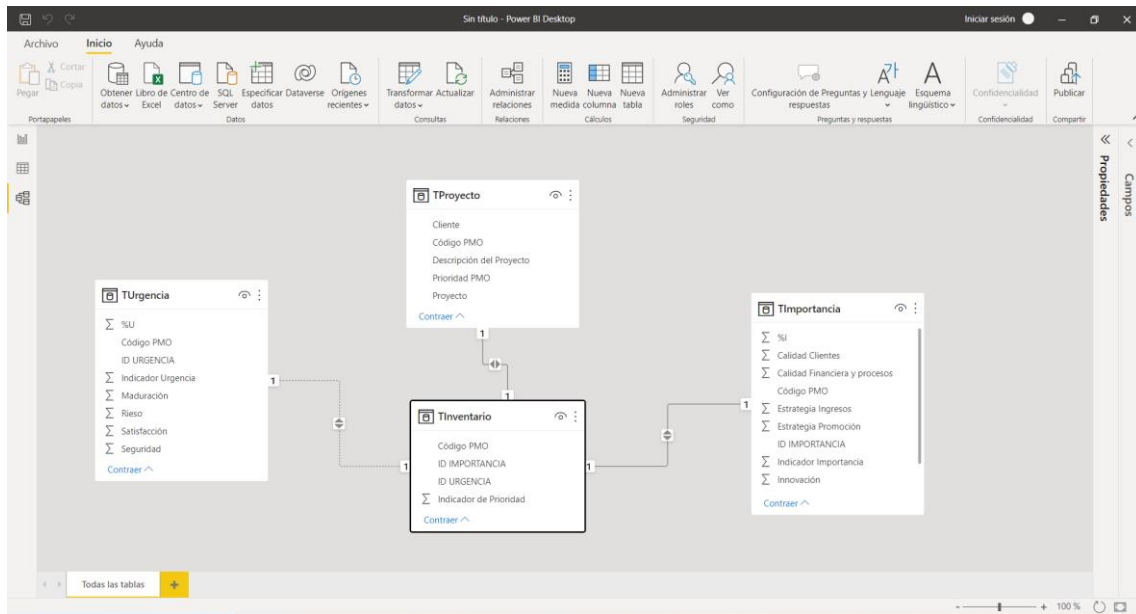 Sin título - Power BI Desktop
Iniciar sesión
Archivo Inicio Ayuda
Pegar
Cortar
Copia
Portapapeles
Obtener datos
Libro de Excel
Centro de datos
SQL Server
Especificar datos
Dataverse
Orígenes recientes
Datos
Transformar datos
Actualizar
Consultas
Administrar relaciones
Relaciones
Nueva medida
Nueva columna
Nueva tabla
Cálculos
Administrar roles
Ver como
Seguridad
Configuración de Preguntas y respuestas
Lenguaje
Esquema lingüístico
Preguntas y respuestas
Confidencialidad
Confidencialidad
Publicar
Compartir
Propiedades
Campos
TProyecto
Cliente
Código PMO
Descripción del Proyecto
Prioridad PMO
Proyecto
Contraer
1
1
TUrgencia
%U
Código PMO
ID URGENCIA
Indicador Urgencia
Maduración
Rieso
Satisfacción
Seguridad
Contraer
1
1
TInventario
Código PMO
ID IMPORTANCIA
ID URGENCIA
Indicador de Prioridad
Contraer
1
1
TImportancia
%I
Calidad Clientes
Calidad Financiera y procesos
Código PMO
Estrategia Ingresos
Estrategia Promoción
ID IMPORTANCIA
Indicador Importancia
Innovación
Contraer
Todas las tablas
100 %